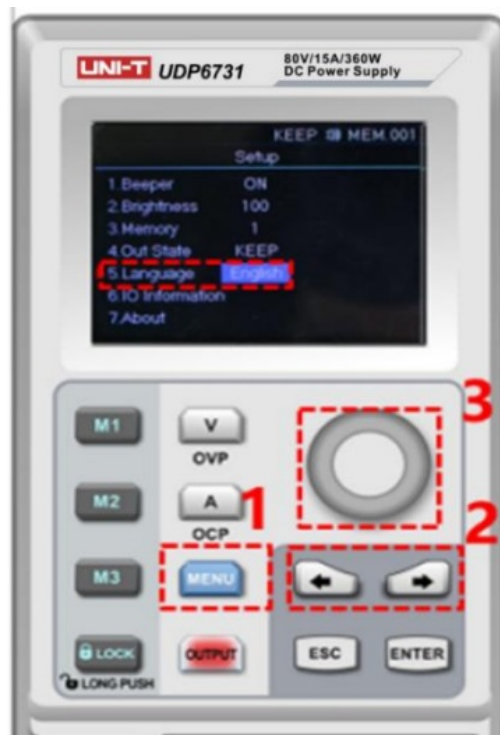 UNI-T UDP6731 80V/15A/360W
DC Power Supply
KEEP MEM.001
Setup
1.Beeper ON
2.Brightness 100
3.Memory 1
4.Out State KEEP
5.Language English
6.IO Information
7.About
3
M1 V
OVP
M2 A 1 2
OCP
M3 MENU
LOCK OUTPUT ESC ENTER
LONG PUSH